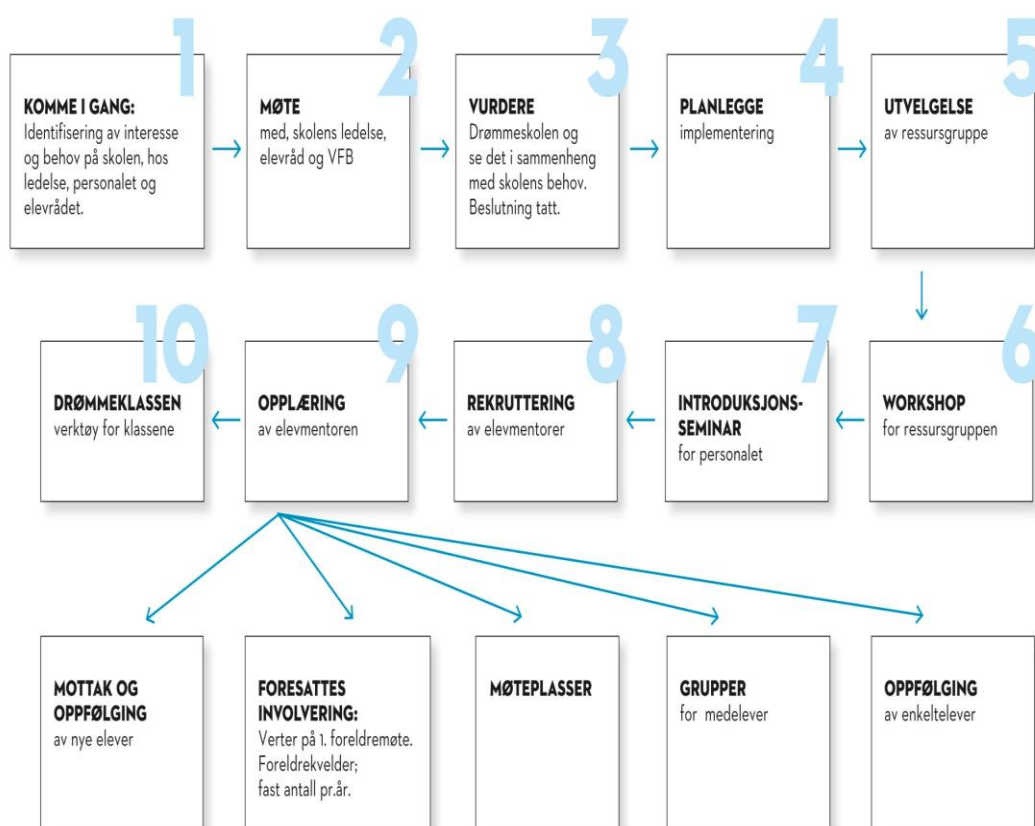 1
KOMME I GANG:
Identifisering av interesse
og behov på skolen, hos
ledelse, personalet og
elevrådet.
2
MØTE
med, skolens ledelse,
elevråd og VFB
3
VURDERE
Drømmeskolen og
se det i sammenheng
med skolens behov.
Beslutning tatt.
4
PLANLEGGE
implementering
5
UTVELGELSE
av ressursgruppe
6
WORKSHOP
for ressursgruppen
7
INTRODUKSJONS-
SEMINAR
for personalet
8
REKRUTTERING
av elevmentorer
9
OPPLÆRING
av elevmentoren
10
DRØMMEKLASSEN
verktøy for klassene
MOTTAK OG
OPPFØLGING
av nye elever
FORESATTES
INVOLVERING:
Verter på 1. foreldremøte.
Foreldrekvelder;
fast antall pr.år.
MØTEPLASSER
GRUPPER
for medelever
OPPFØLGING
av enkeltelever